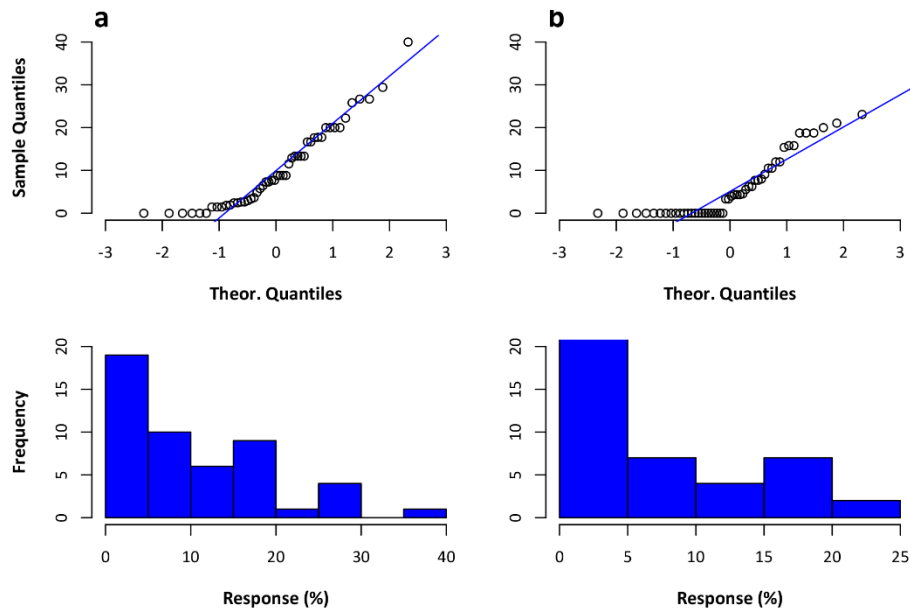 a
b
Sample Quantiles
0 10 20 30 40
0 10 20 30 40
-3 -2 -1 0 1 2 3
-3 -2 -1 0 1 2 3
Theor. Quantiles
Theor. Quantiles
Frequency
0 5 10 15 20
0 5 10 15 20
0 10 20 30 40
0 5 10 15 20 25
Response (%)
Response (%)